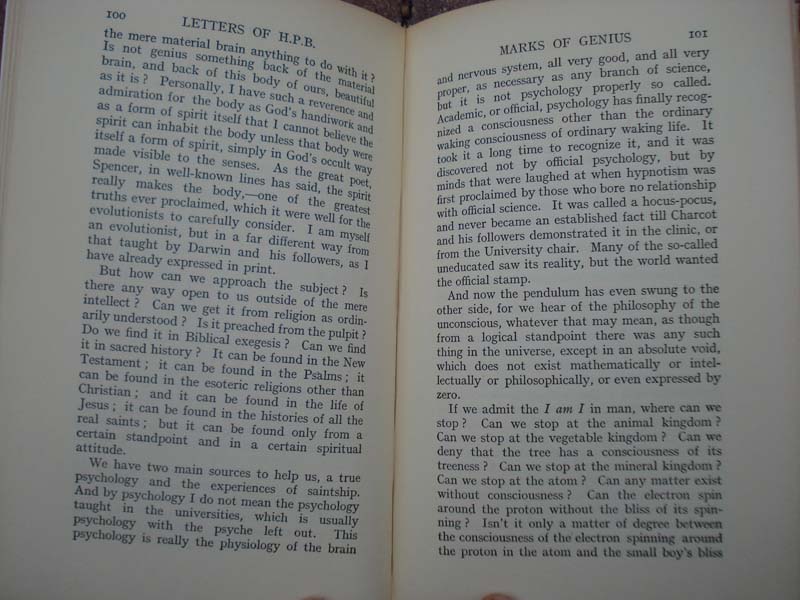 100
LETTERS OF H.P.B.
the mere material brain anything to do with it?
Is not genius something back of the material
brain, and back of this body of ours, beautiful
as it is? Personally, I have such a reverence and
admiration for the body as God's handiwork and
as a form of spirit itself that I cannot believe the
spirit can inhabit the body unless that body were
itself a form of spirit, simply in God's occult way
made visible to the senses. As the great poet,
Spencer, in well-known lines has said, the spirit
really makes the body,—one of the greatest
truths ever proclaimed, which it were well for the
evolutionists to carefully consider. I am myself
an evolutionist, but in a far different way from
that taught by Darwin and his followers, as I
have already expressed in print.
But how can we approach the subject? Is
there any way open to us outside of the mere
intellect? Can we get it from religion as ordin-
arily understood? Is it preached from the pulpit?
Do we find it in Biblical exegesis? Can we find
it in sacred history? It can be found in the New
Testament; it can be found in the Psalms; it
can be found in the esoteric religions other than
Christian; and it can be found in the life of
Jesus; it can be found in the histories of all the
real saints; but it can be found only from a
certain standpoint and in a certain spiritual
attitude.
We have two main sources to help us, a true
psychology and the experiences of saintship.
And by psychology I do not mean the psychology
taught in the universities, which is usually
psychology with the psyche left out. This
psychology is really the physiology of the brain
MARKS OF GENIUS
101
and nervous system, all very good, and all very
proper, as necessary as any branch of science,
but it is not psychology properly so called.
Academic, or official, psychology has finally recog-
nized a consciousness other than the ordinary
waking consciousness of ordinary waking life. It
took it a long time to recognize it, and it was
discovered not by official psychology, but by
minds that were laughed at when hypnotism was
first proclaimed by those who bore no relationship
with official science. It was called a hocus-pocus,
and never became an established fact till Charcot
and his followers demonstrated it in the clinic, or
from the University chair. Many of the so-called
uneducated saw its reality, but the world wanted
the official stamp.
And now the pendulum has even swung to the
other side, for we hear of the philosophy of the
unconscious, whatever that may mean, as though
from a logical standpoint there was any such
thing in the universe, except in an absolute void,
which does not exist mathematically or intel-
lectually or philosophically, or even expressed by
zero.
If we admit the I am I in man, where can we
stop? Can we stop at the animal kingdom?
Can we stop at the vegetable kingdom? Can we
deny that the tree has a consciousness of its
treeness? Can we stop at the mineral kingdom?
Can we stop at the atom? Can any matter exist
without consciousness? Can the electron spin
around the proton without the bliss of its spin-
ning? Isn't it only a matter of degree between
the consciousness of the electron spinning around
the proton in the atom and the small boy's bliss